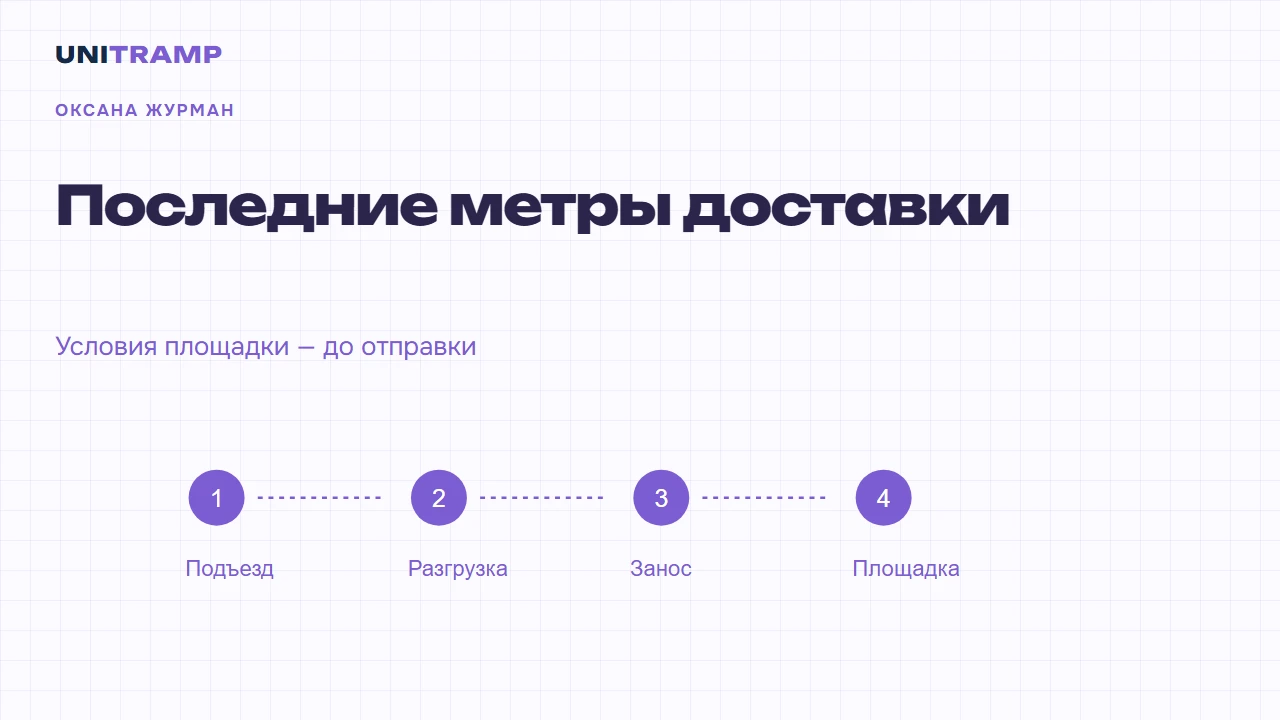 UNITRAMP
ОКСАНА ЖУРМАН
Последние метры доставки
Условия площадки — до отправки
1 2 3 4
Подъезд Разгрузка Занос Площадка